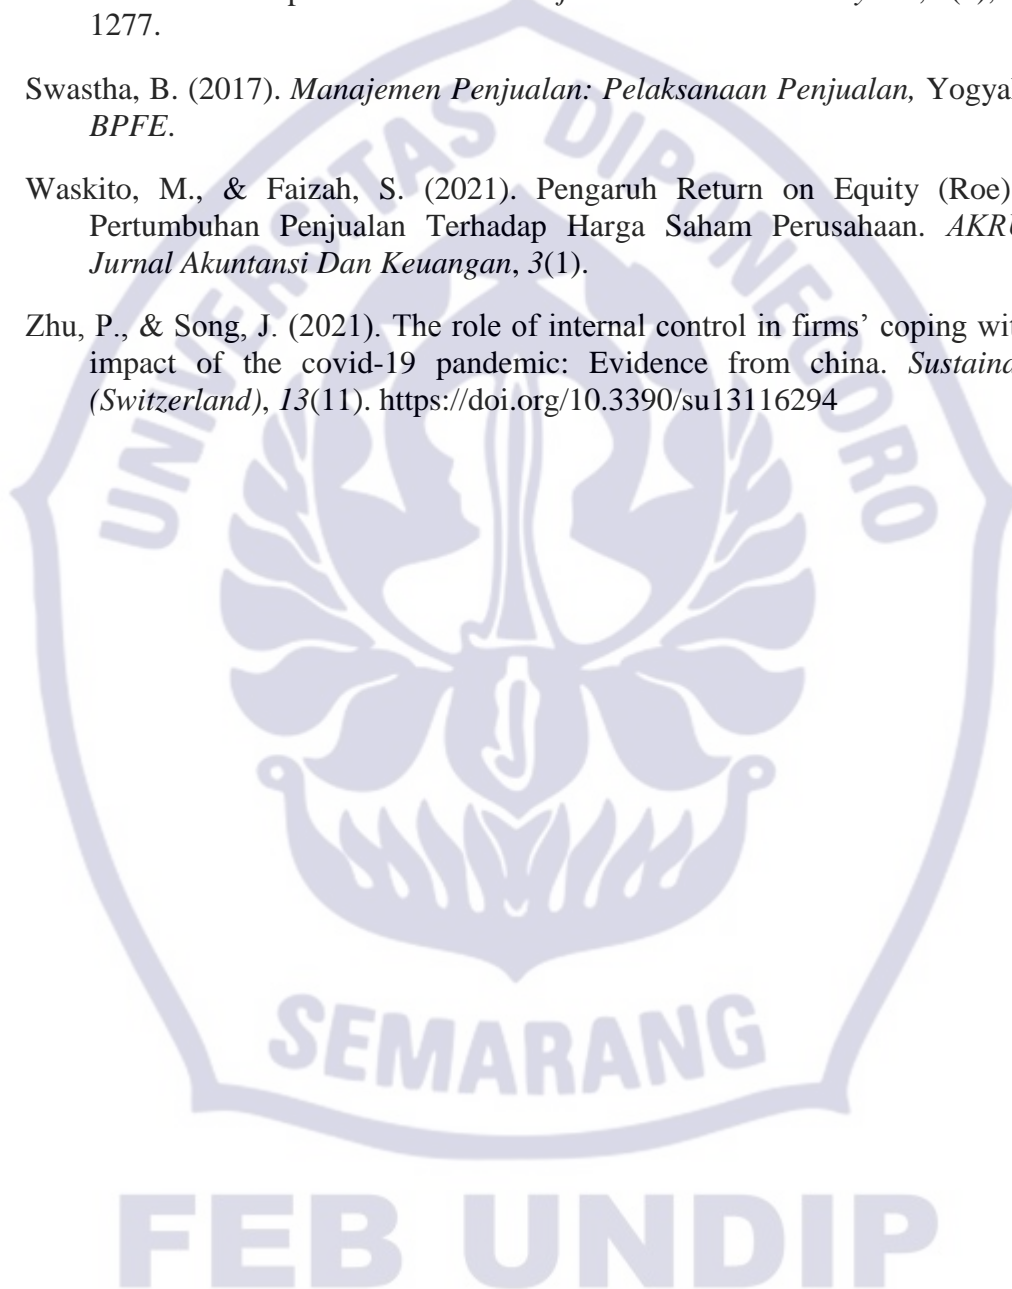 1277.
Swastha, B. (2017). Manajemen Penjualan: Pelaksanaan Penjualan, 
BPFE.
Waskito, M., & Faizah, S. (2021). Pengaruh Return on Equity (Roe)
Pertumbuhan Penjualan Terhadap Harga Saham Perusahaan.
Jurnal Akuntansi Dan Keuangan, 3(1).
Zhu, P., & Song, J. (2021). The role of internal control in firms’ coping
impact of the covid-19 pandemic: Evidence from china.
(Switzerland), 13(11). https://doi.org/10.3390/su13116294
UNIVERSITAS DIPONEGORO
SEMARANG
FEB UNDIP